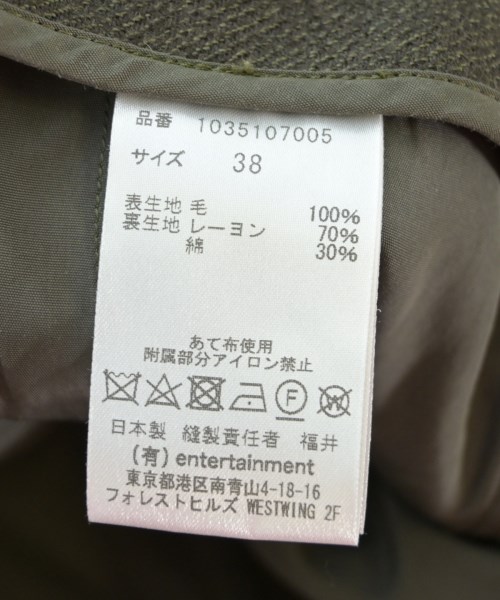 品番 1035107005
サイズ 38
表生地 毛 100%
裏生地 レーヨン 70%
綿 30%
あて布使用
附属部分アイロン禁止
F W
日本製 縫製責任者 福井
(有) entertainment
東京都港区南青山4-18-16
フォレストヒルズ WESTWING 2F